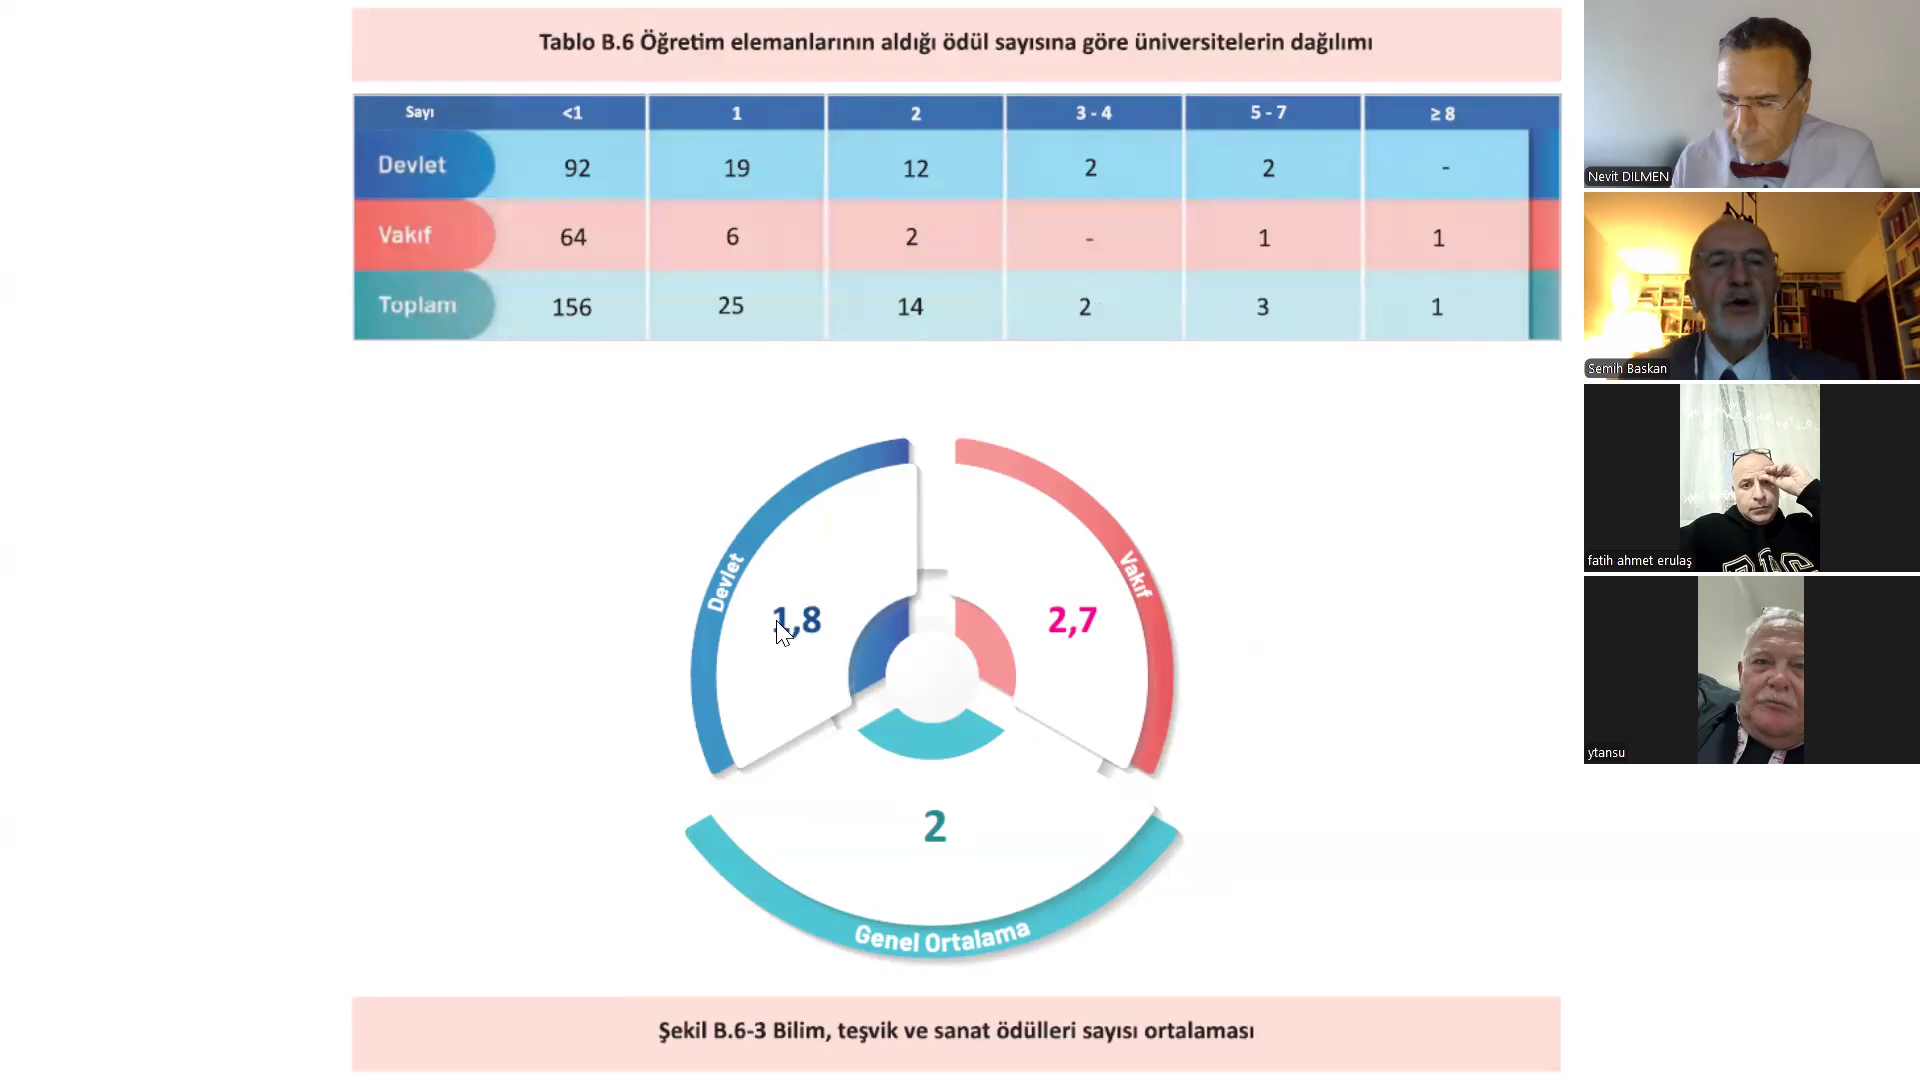 Tablo B.6 Öğretim elemanlarının aldığı ödül sayısına göre üniversitelerin dağılımı
Sayı <1 1 2 3 - 4 5 - 7 ≥ 8
Devlet 92 19 12 2 2 -
Vakıf 64 6 2 - 1 1
Toplam 156 25 14 2 3 1
Devlet
1,8
Vakıf
2,7
2
Genel Ortalama
Şekil B.6-3 Bilim, teşvik ve sanat ödülleri sayısı ortalaması
Nevit DILMEN
Semih Baskan
fatih ahmet erulaş
ytansu